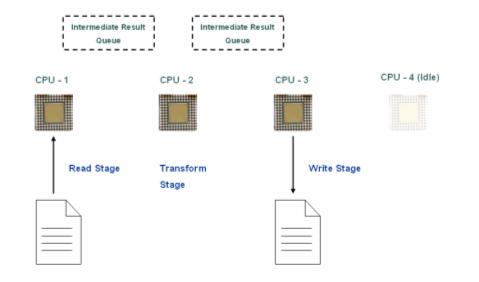 Intermediate Result
Queue
Intermediate Result
Queue
CPU - 1
CPU - 2
CPU - 3
CPU - 4 (Idle)
Read Stage
Transform
Stage
Write Stage